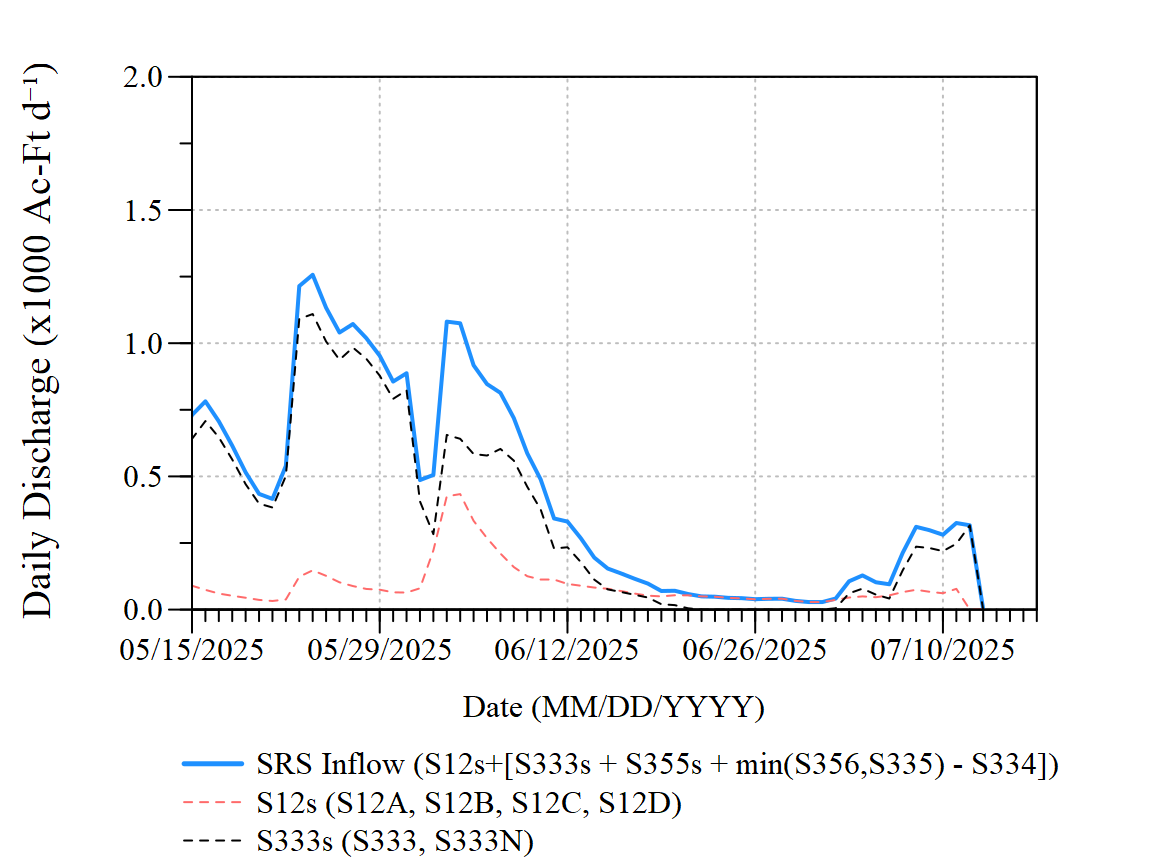 Daily Discharge (x1000 Ac-Ft d⁻¹)
2.0
1.5
1.0
0.5
0.0
05/15/2025 05/29/2025 06/12/2025 06/26/2025 07/10/2025
Date (MM/DD/YYYY)
SRS Inflow (S12s+[S333s + S355s + min(S356,S335) - S334])
S12s (S12A, S12B, S12C, S12D)
S333s (S333, S333N)